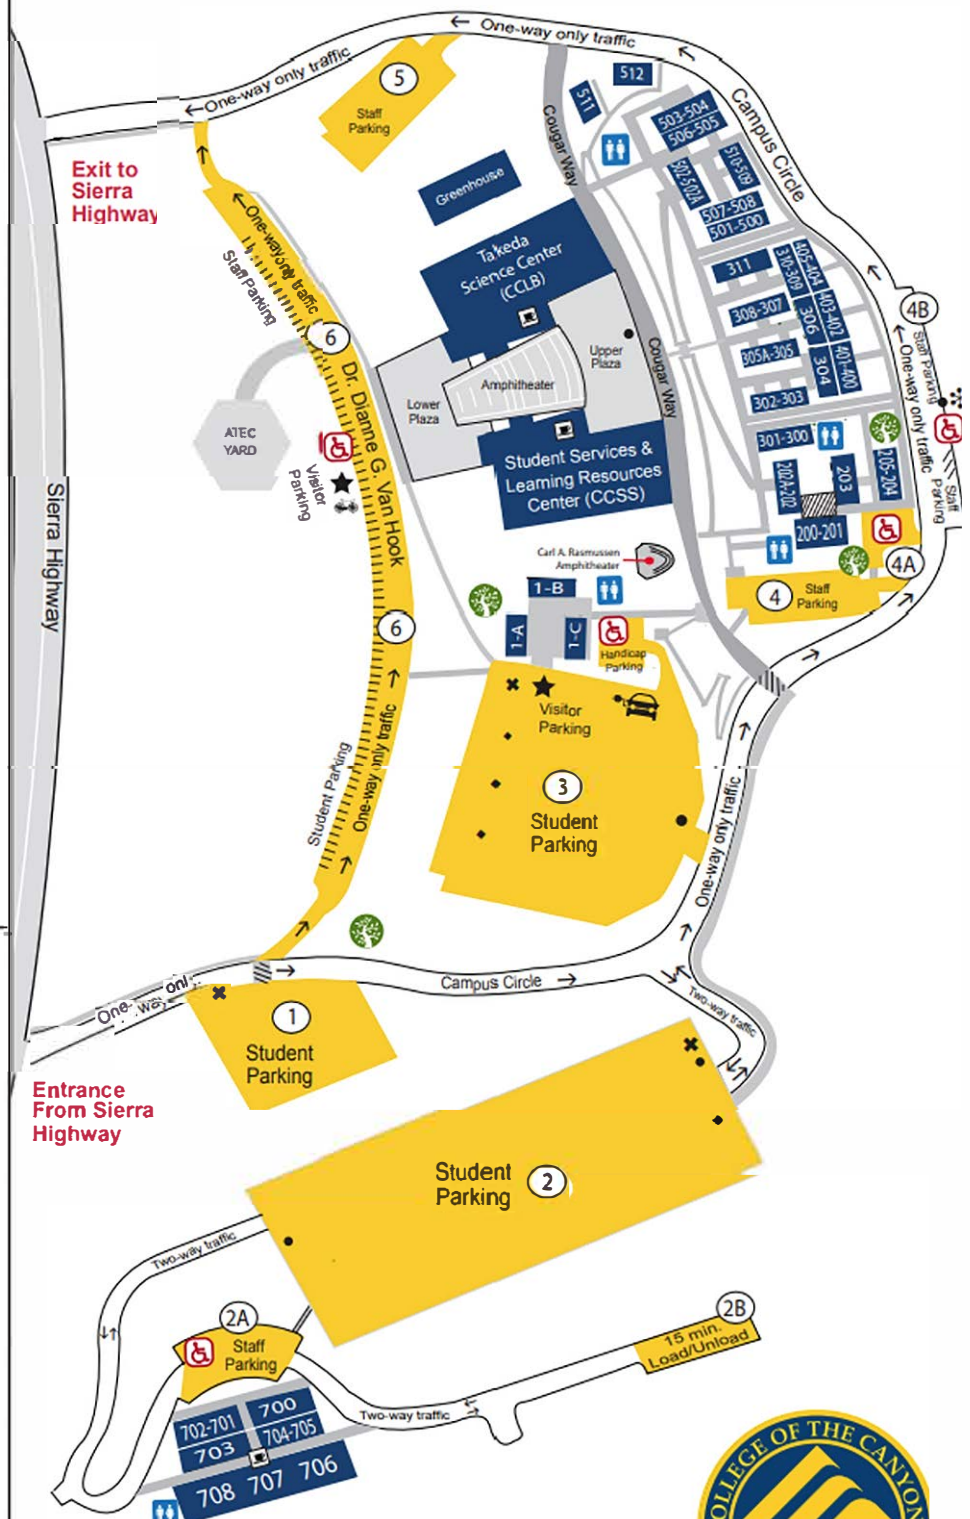 One-way only traffic
One-way only traffic
5
Staff
Parking
512
511
503-504
506-505
Campus Circle
Cougar Way
502-502A
510-509
507-508
501-500
Exit to
Sierra
Highway
Greenhouse
One-way only traffic
Staff Parking
Takeda
Science Center
(CCLB)
311
310-309
405-404
308-307
306
403-402
4B
305A-305
304
401-400
302-303
Staff Parking
One-way only traffic
Staff
Parking
6
Upper
Plaza
Amphitheater
Lower
Plaza
Cougar Way
Dr. Dianne G. Van Hook
ATEC
YARD
Visitor
Parking
301-300
202A-202
203
205-204
200-201
Student Services &
Learning Resources
Center (CCSS)
Sierra Highway
Carl A. Rasmussen
Amphitheater
4A
4
Staff
Parking
1-B
1-A
1-C
Handicap
Parking
6
Visitor
Parking
3
Student
Parking
Student Parking
One-way only traffic
One-way only traffic
Campus Circle
One-way onl
Two-way traffic
1
Student
Parking
Entrance
From Sierra
Highway
Student
Parking
2
Two-way traffic
2A
Staff
Parking
2B
15 min.
Load/Unload
Two-way traffic
702-701
700
703
704-705
708 707 706
OLLEGE OF THE CANYON